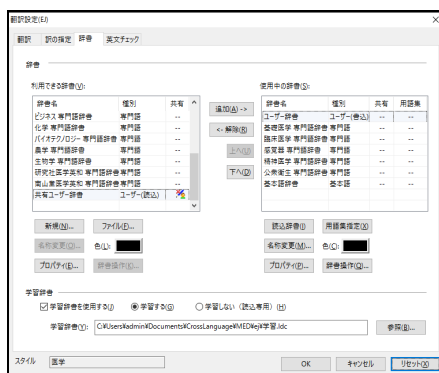 翻訳設定(EJ)
翻訳 訳の指定 辞書 英文チェック
辞書
利用できる辞書(V):
辞書名 種別 共有
ビジネス 専門語辞書 専門語 --
化学 専門語辞書 専門語 --
バイオテクノロジー 専門語辞書 専門語 --
農学 専門語辞書 専門語 --
生物学 専門語辞書 専門語 --
研究社医学英和 専門語辞書 専門語 --
南山堂医学英和 専門語辞書 専門語 --
共有ユーザー辞書 ユーザー(読込)
追加(A) ->
<- 解除(R)
上へ(U)
下へ(D)
使用中の辞書(S):
辞書名 種別 共有 用語集
ユーザー辞書 ユーザー(書込) -- --
基礎医学 専門語辞書 専門語 -- --
臨床医学 専門語辞書 専門語 -- --
感覚器 専門語辞書 専門語 -- --
精神医学 専門語辞書 専門語 -- --
公衆衛生 専門語辞書 専門語 -- --
基本語辞書 基本語 -- --
新規(N)... ファイル(F)...
名称変更(O)... 色(L):
プロパティ(E)... 辞書操作(K)...
読込辞書(I) 用語集指定(X)
名称変更(M)... 色(C):
プロパティ(P)... 辞書操作(Q)...
学習辞書
学習辞書を使用する(J) 学習する(G) 学習しない（読込専用）(H)
学習辞書(Y): C:¥Users¥admin¥Documents¥CrossLanguage¥MED¥ej¥学習.ldc 参照(B)...
スタイル 医学 OK キャンセル リセット(X)